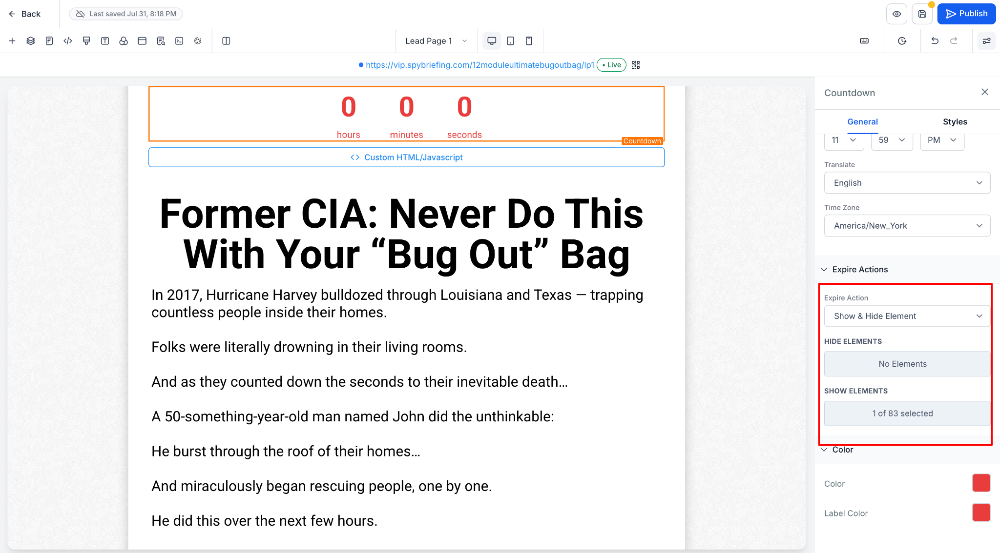 Back
Last saved Jul 31, 8:18 PM
Publish
Lead Page 1
https://vip.spybriefing.com/12moduleultimatebugoutbag/lp1
• Live
0 0 0
hours minutes seconds
Countdown
<> Custom HTML/Javascript
Former CIA: Never Do This
With Your “Bug Out” Bag
In 2017, Hurricane Harvey bulldozed through Louisiana and Texas — trapping
countless people inside their homes.
Folks were literally drowning in their living rooms.
And as they counted down the seconds to their inevitable death…
A 50-something-year-old man named John did the unthinkable:
He burst through the roof of their homes…
And miraculously began rescuing people, one by one.
He did this over the next few hours.
Countdown
General Styles
11 59 PM
Translate
English
Time Zone
America/New_York
Expire Actions
Expire Action
Show & Hide Element
HIDE ELEMENTS
No Elements
SHOW ELEMENTS
1 of 83 selected
Color
Color
Label Color